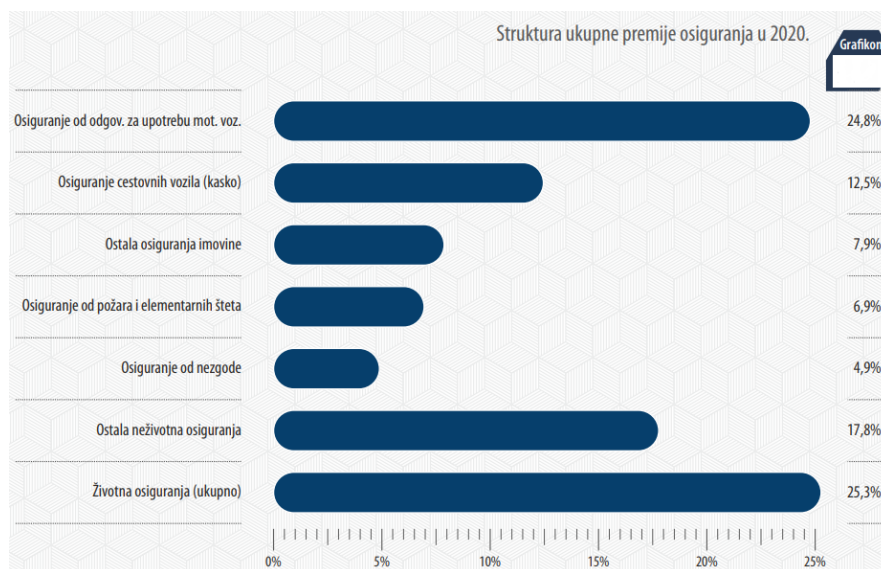 Struktura ukupne premije osiguranja u 2020.
Grafikon
Osiguranje od odgov. za upotrebu mot. voz. 24,8%
Osiguranje cestovnih vozila (kasko) 12,5%
Ostala osiguranja imovine 7,9%
Osiguranje od požara i elementarnih šteta 6,9%
Osiguranje od nezgode 4,9%
Ostala neživotna osiguranja 17,8%
Životna osiguranja (ukupno) 25,3%
0% 5% 10% 15% 20% 25%